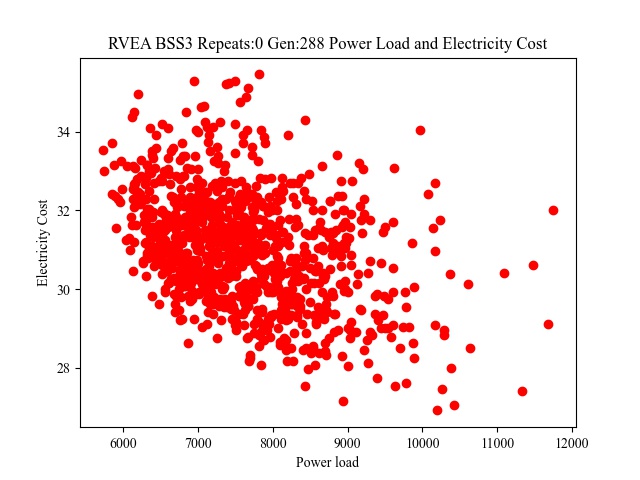 RVEA BSS3 Repeats:0 Gen:288 Power Load and Electricity Cost
Electricity Cost
34
32
30
28
6000 7000 8000 9000 10000 11000 12000
Power load